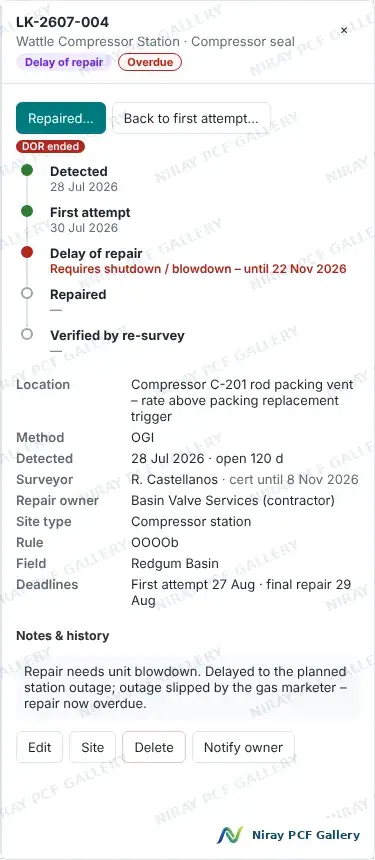 LK-2607-004
×
Wattle Compressor Station · Compressor seal
Delay of repair
Overdue
Repaired...
Back to first attempt...
DOR ended
Detected
28 Jul 2026
First attempt
30 Jul 2026
Delay of repair
Requires shutdown / blowdown – until 22 Nov 2026
Repaired
—
Verified by re-survey
—
Location Compressor C-201 rod packing vent
– rate above packing replacement
trigger
Method OGI
Detected 28 Jul 2026 · open 120 d
Surveyor R. Castellanos · cert until 8 Nov 2026
Repair owner Basin Valve Services (contractor)
Site type Compressor station
Rule OOOOb
Field Redgum Basin
Deadlines First attempt 27 Aug · final repair 29
Aug
Notes & history
Repair needs unit blowdown. Delayed to the planned
station outage; outage slipped by the gas marketer –
repair now overdue.
Edit
Site
Delete
Notify owner
Niray PCF Gallery